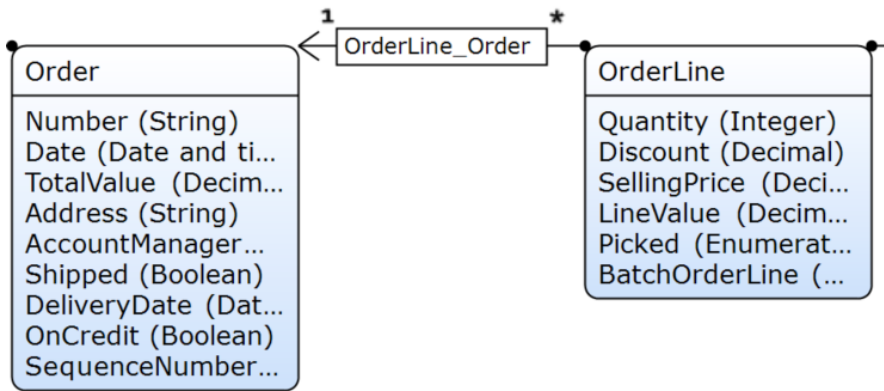 1
*
OrderLine_Order
Order
Number (String)
Date (Date and ti...
TotalValue (Decim...
Address (String)
AccountManager...
Shipped (Boolean)
DeliveryDate (Dat...
OnCredit (Boolean)
SequenceNumber...
OrderLine
Quantity (Integer)
Discount (Decimal)
SellingPrice (Deci...
LineValue (Decim...
Picked (Enumerat...
BatchOrderLine (...